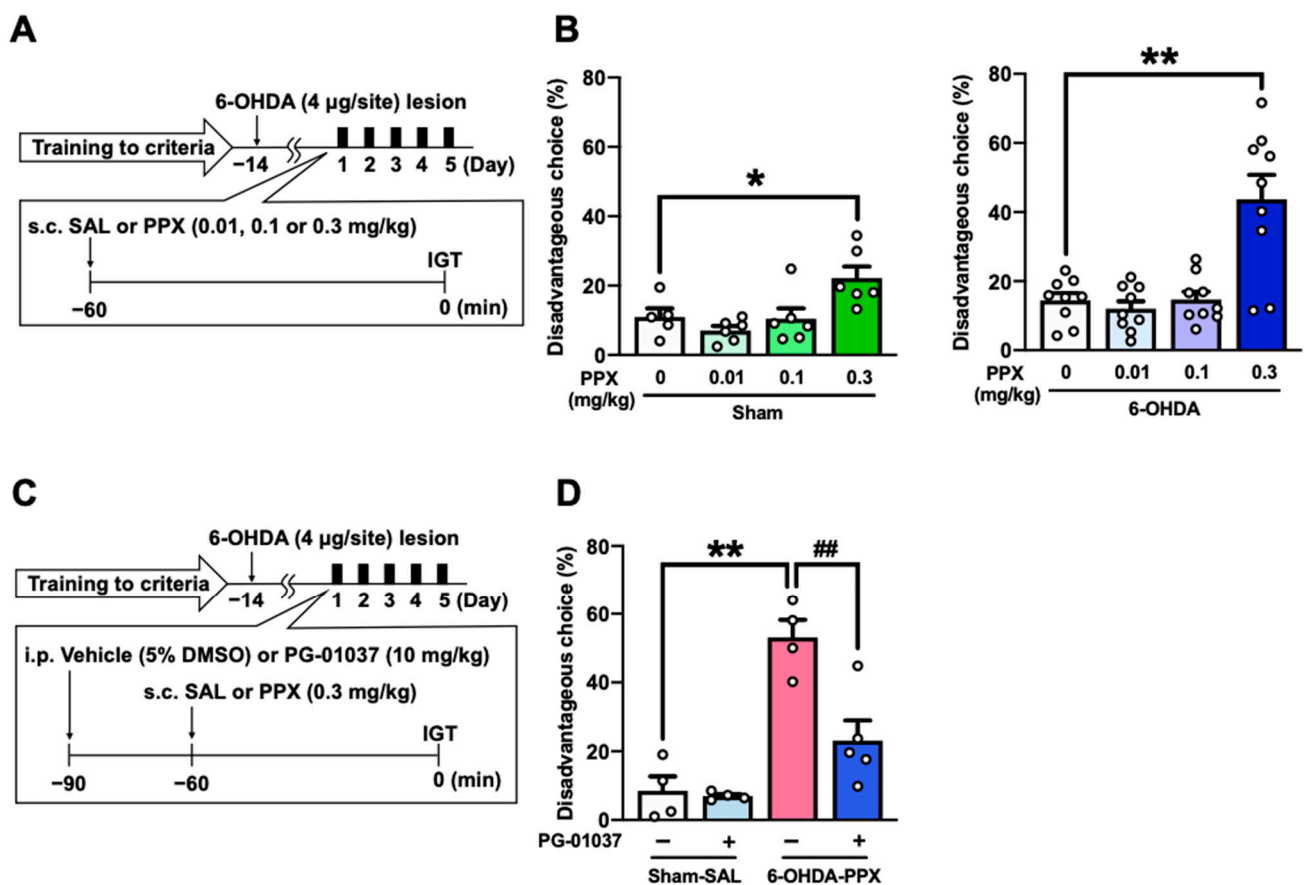 A
6-OHDA (4 µg/site) lesion
Training to criteria
−14
1 2 3 4 5 (Day)
s.c. SAL or PPX (0.01, 0.1 or 0.3 mg/kg)
IGT
−60
0 (min)
B
Disadvantageous choice (%)
80
60
40
20
0
*
PPX
(mg/kg)
0 0.01 0.1 0.3
Sham
Disadvantageous choice (%)
80
60
40
20
0
**
PPX
(mg/kg)
0 0.01 0.1 0.3
6-OHDA
C
6-OHDA (4 µg/site) lesion
Training to criteria
−14
1 2 3 4 5 (Day)
i.p. Vehicle (5% DMSO) or PG-01037 (10 mg/kg)
s.c. SAL or PPX (0.3 mg/kg)
IGT
−90
−60
0 (min)
D
Disadvantageous choice (%)
80
60
40
20
0
**
##
PG-01037 − + − +
Sham-SAL 6-OHDA-PPX